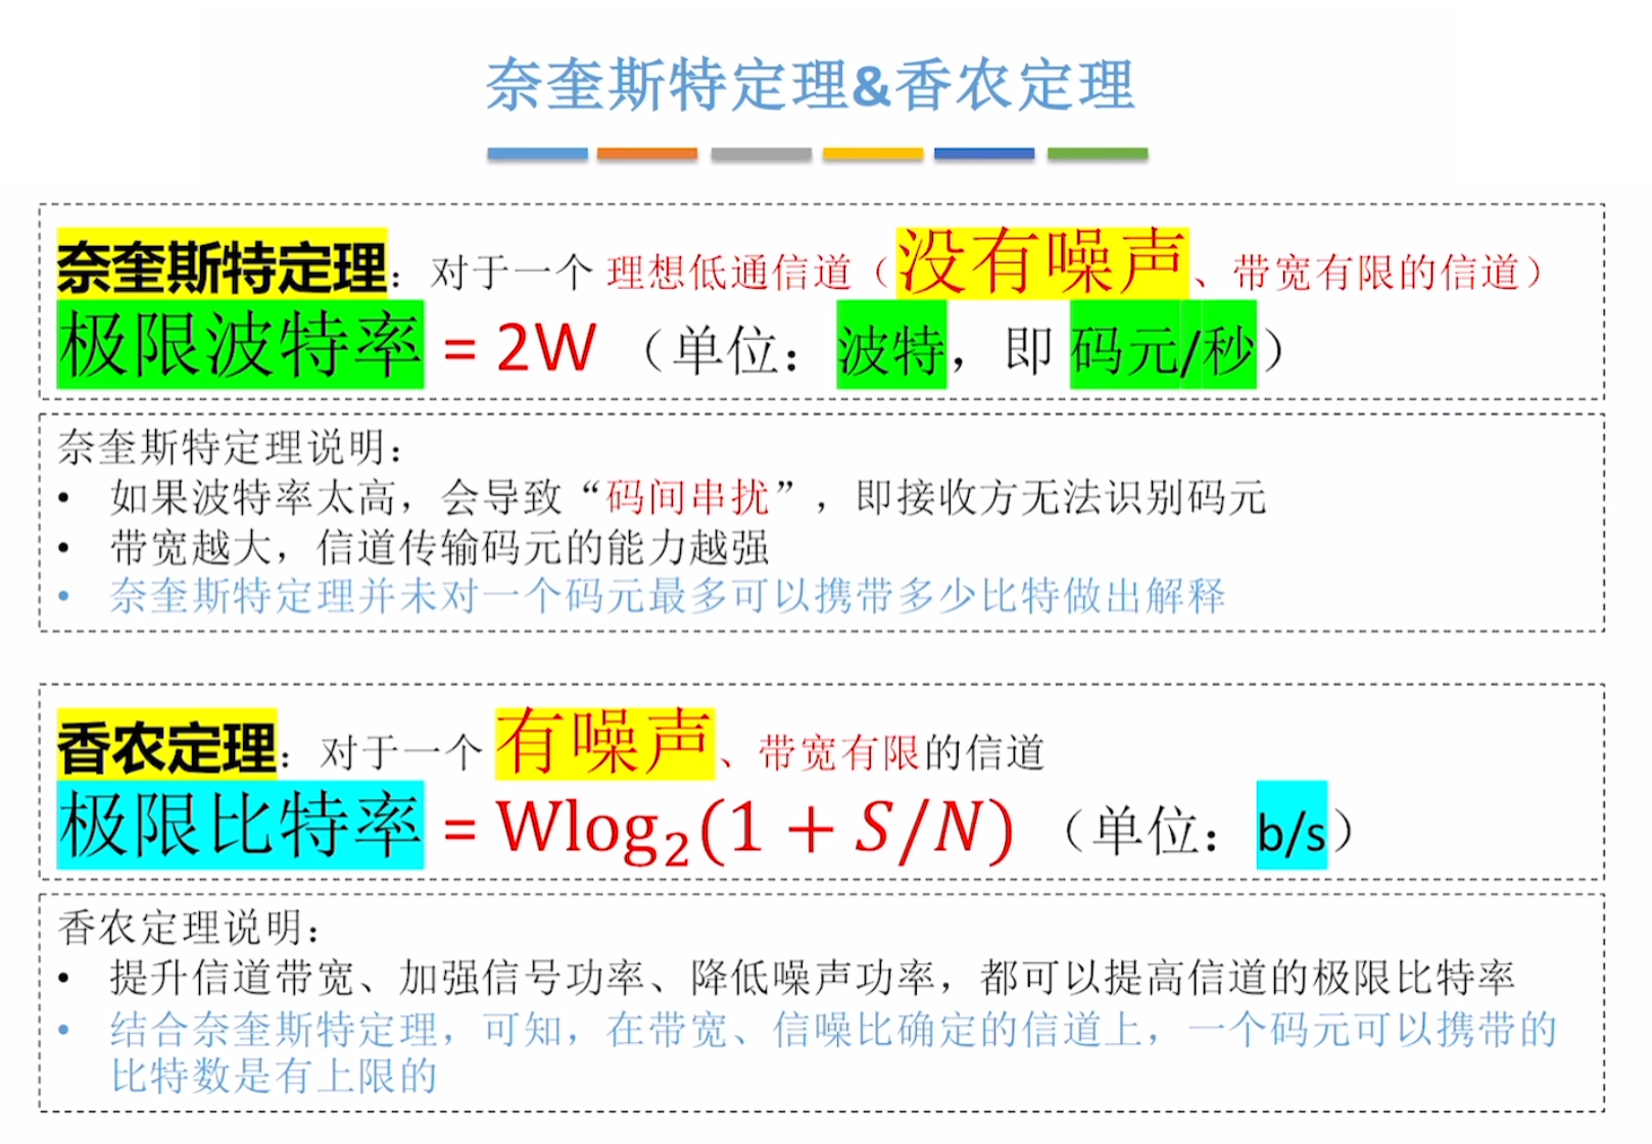 奈奎斯特定理&香农定理
奈奎斯特定理：对于一个 理想低通信道（没有噪声、带宽有限的信道）
极限波特率 = 2W （单位：波特，即 码元/秒）
奈奎斯特定理说明：
• 如果波特率太高，会导致“码间串扰”，即接收方无法识别码元
• 带宽越大，信道传输码元的能力越强
• 奈奎斯特定理并未对一个码元最多可以携带多少比特做出解释
香农定理：对于一个 有噪声、带宽有限的信道
极限比特率 = Wlog₂(1 + S/N) （单位：b/s）
香农定理说明：
• 提升信道带宽、加强信号功率、降低噪声功率，都可以提高信道的极限比特率
• 结合奈奎斯特定理，可知，在带宽、信噪比确定的信道上，一个码元可以携带的
比特数是有上限的